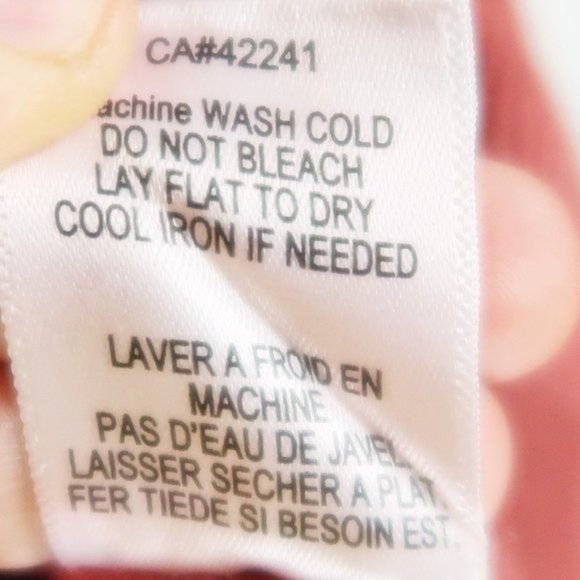 CA#42241
achine WASH COLD
DO NOT BLEACH
LAY FLAT TO DRY
COOL IRON IF NEEDED
LAVER A FROID EN
MACHINE
PAS D'EAU DE JAVEL.
LAISSER SECHER A PLAT.
FER TIEDE SI BESOIN EST.